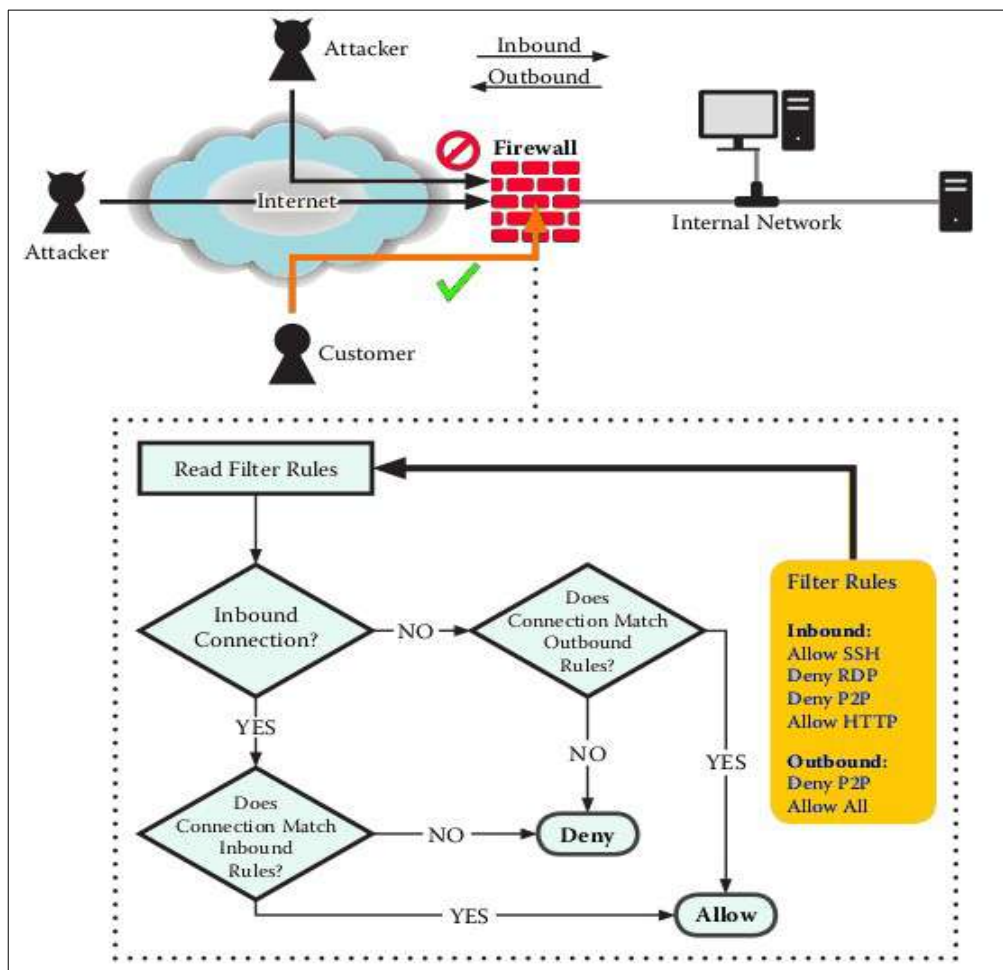 Attacker
Inbound
Outbound
Firewall
Internet
Attacker
Internal Network
Customer
Read Filter Rules
Inbound
Connection?
NO
Does
Connection Match
Outbound
Rules?
YES
NO
YES
Does
Connection Match
Inbound
Rules?
NO
Deny
YES
Allow
Filter Rules
Inbound:
Allow SSH
Deny RDP
Deny P2P
Allow HTTP
Outbound:
Deny P2P
Allow All